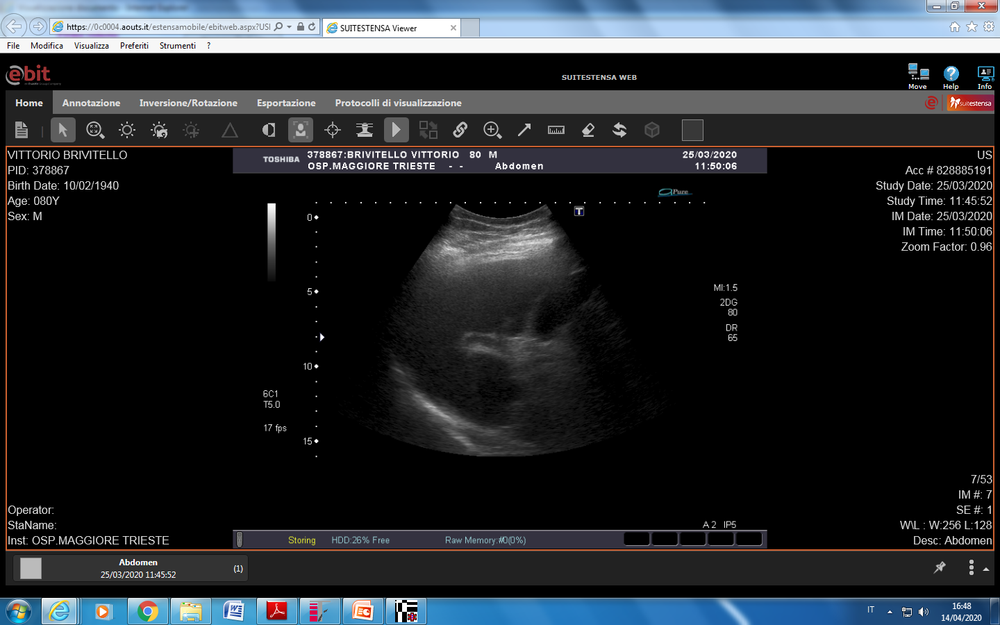 https://0c0004.aouts.it/estensamobile/ebitweb.aspx?USI
SUITESTENSA Viewer
File Modifica Visualizza Preferiti Strumenti ?
ebit
SUITESTENSA WEB
Move Help Info
Home Annotazione Inversione/Rotazione Esportazione Protocolli di visualizzazione
suitestensa
VITTORIO BRIVITELLO
PID: 378867
Birth Date: 10/02/1940
Age: 080Y
Sex: M
TOSHIBA
378867:BRIVITELLO VITTORIO 80 M 25/03/2020
OSP.MAGGIORE TRIESTE - - Abdomen 11:50:06
US
Acc # 828885191
Study Date: 25/03/2020
Study Time: 11:45:52
IM Date: 25/03/2020
IM Time: 11:50:06
Zoom Factor: 0.96
Pure
T
0
5
10
15
MI:1.5
2DG
80
DR
65
6C1
T5.0
17 fps
7/53
IM #: 7
SE #: 1
W\L : W:256 L:128
Desc: Abdomen
Operator:
StaName:
Inst: OSP.MAGGIORE TRIESTE
A 2 IP5
Storing HDD:26% Free Raw Memory:#0(0%)
Abdomen
25/03/2020 11:45:52
(1)
IT
16:48
14/04/2020